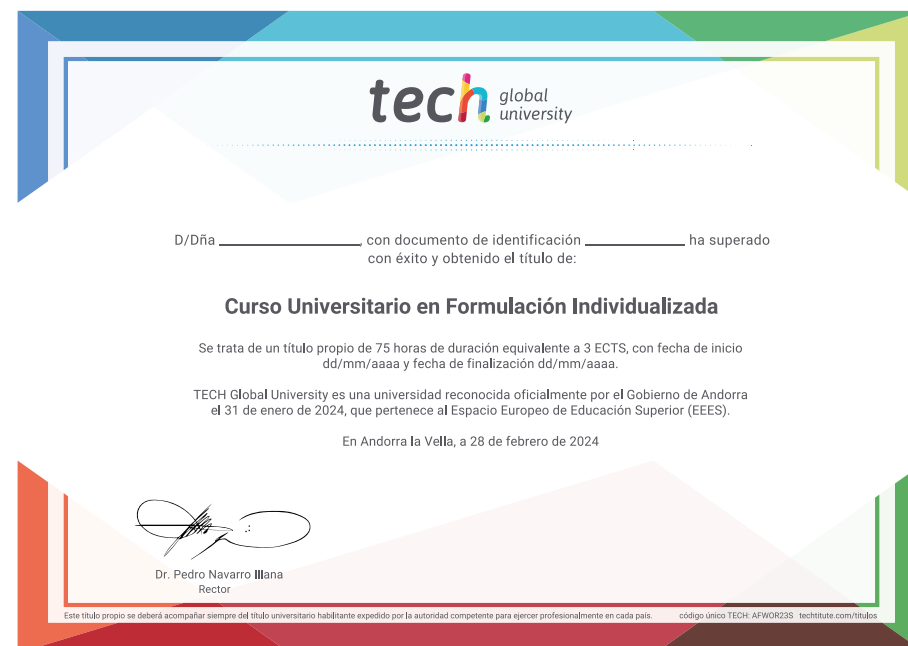 tech global university
D/Dña ____________________, con documento de identificación ______________ ha superado
con éxito y obtenido el título de:
Curso Universitario en Formulación Individualizada
Se trata de un título propio de 75 horas de duración equivalente a 3 ECTS, con fecha de inicio
dd/mm/aaaa y fecha de finalización dd/mm/aaaa.
TECH Global University es una universidad reconocida oficialmente por el Gobierno de Andorra
el 31 de enero de 2024, que pertenece al Espacio Europeo de Educación Superior (EEES).
En Andorra la Vella, a 28 de febrero de 2024
Dr. Pedro Navarro Illana
Rector
Este título propio se deberá acompañar siempre del título universitario habilitante expedido por la autoridad competente para ejercer profesionalmente en cada país. código único TECH: AFWOR23S techtitute.com/titulos